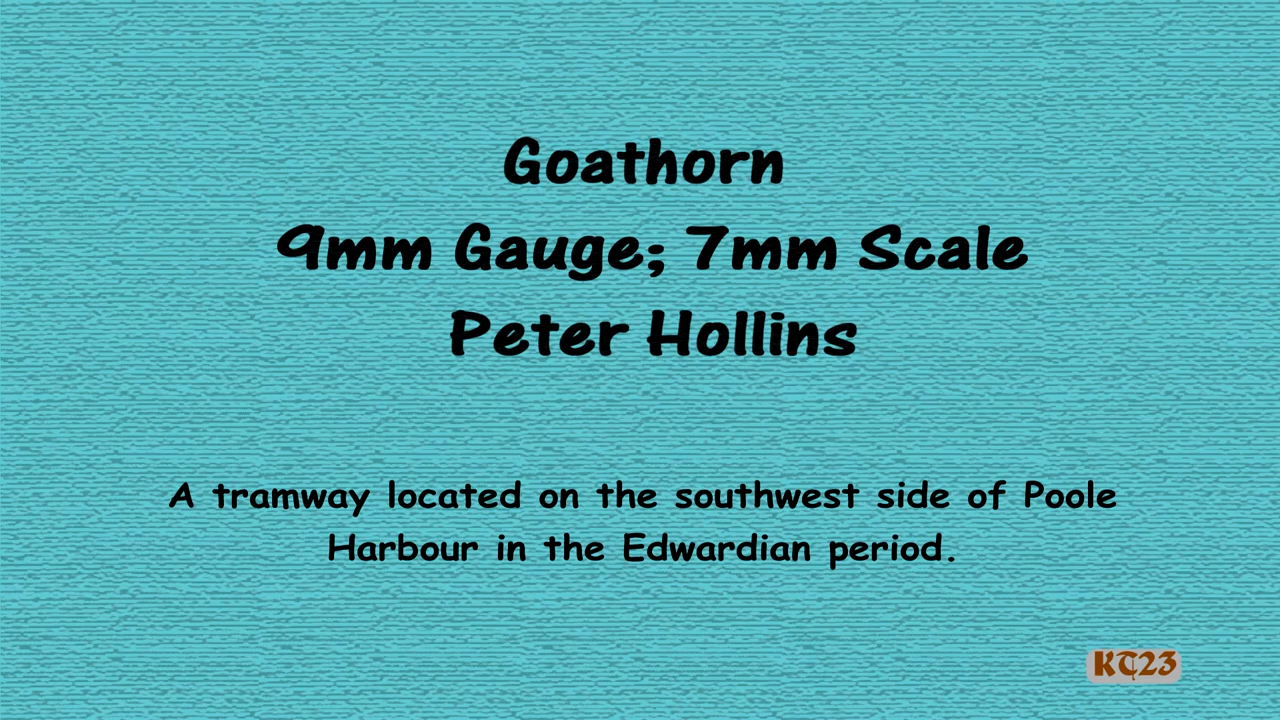 Goathorn
9mm Gauge; 7mm Scale
Peter Hollins
A tramway located on the southwest side of Poole
Harbour in the Edwardian period.
KT23